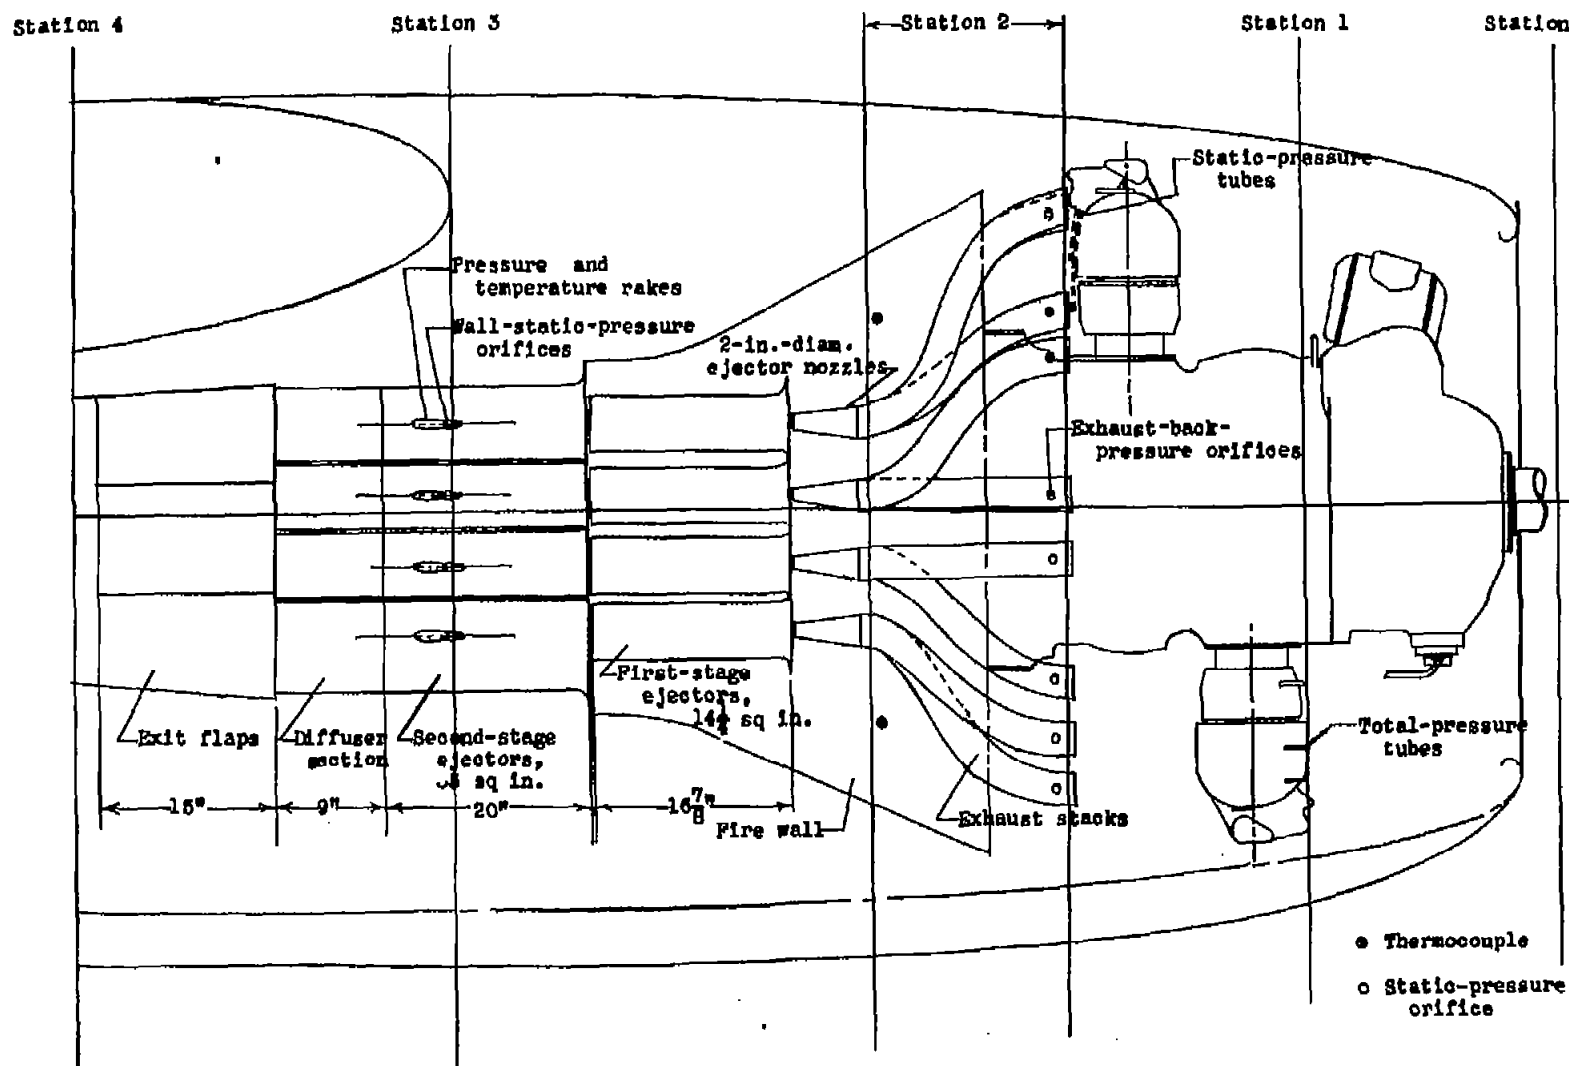 Station 4
Station 3
Station 2
Station 1
Station
Static-pressure
tubes
Pressure and
temperature rakes
Wall-static-pressure
orifices
2-in.-diam.
ejector nozzles
Exhaust-back-
pressure orifices
First-stage
ejectors,
sq in.
Exit flaps
Diffuser
section
Second-stage
ejectors,
sq in.
Total-pressure
tubes
15"
9"
20"
16 7/8"
Fire wall
Exhaust stacks
● Thermocouple
○ Static-pressure
orifice